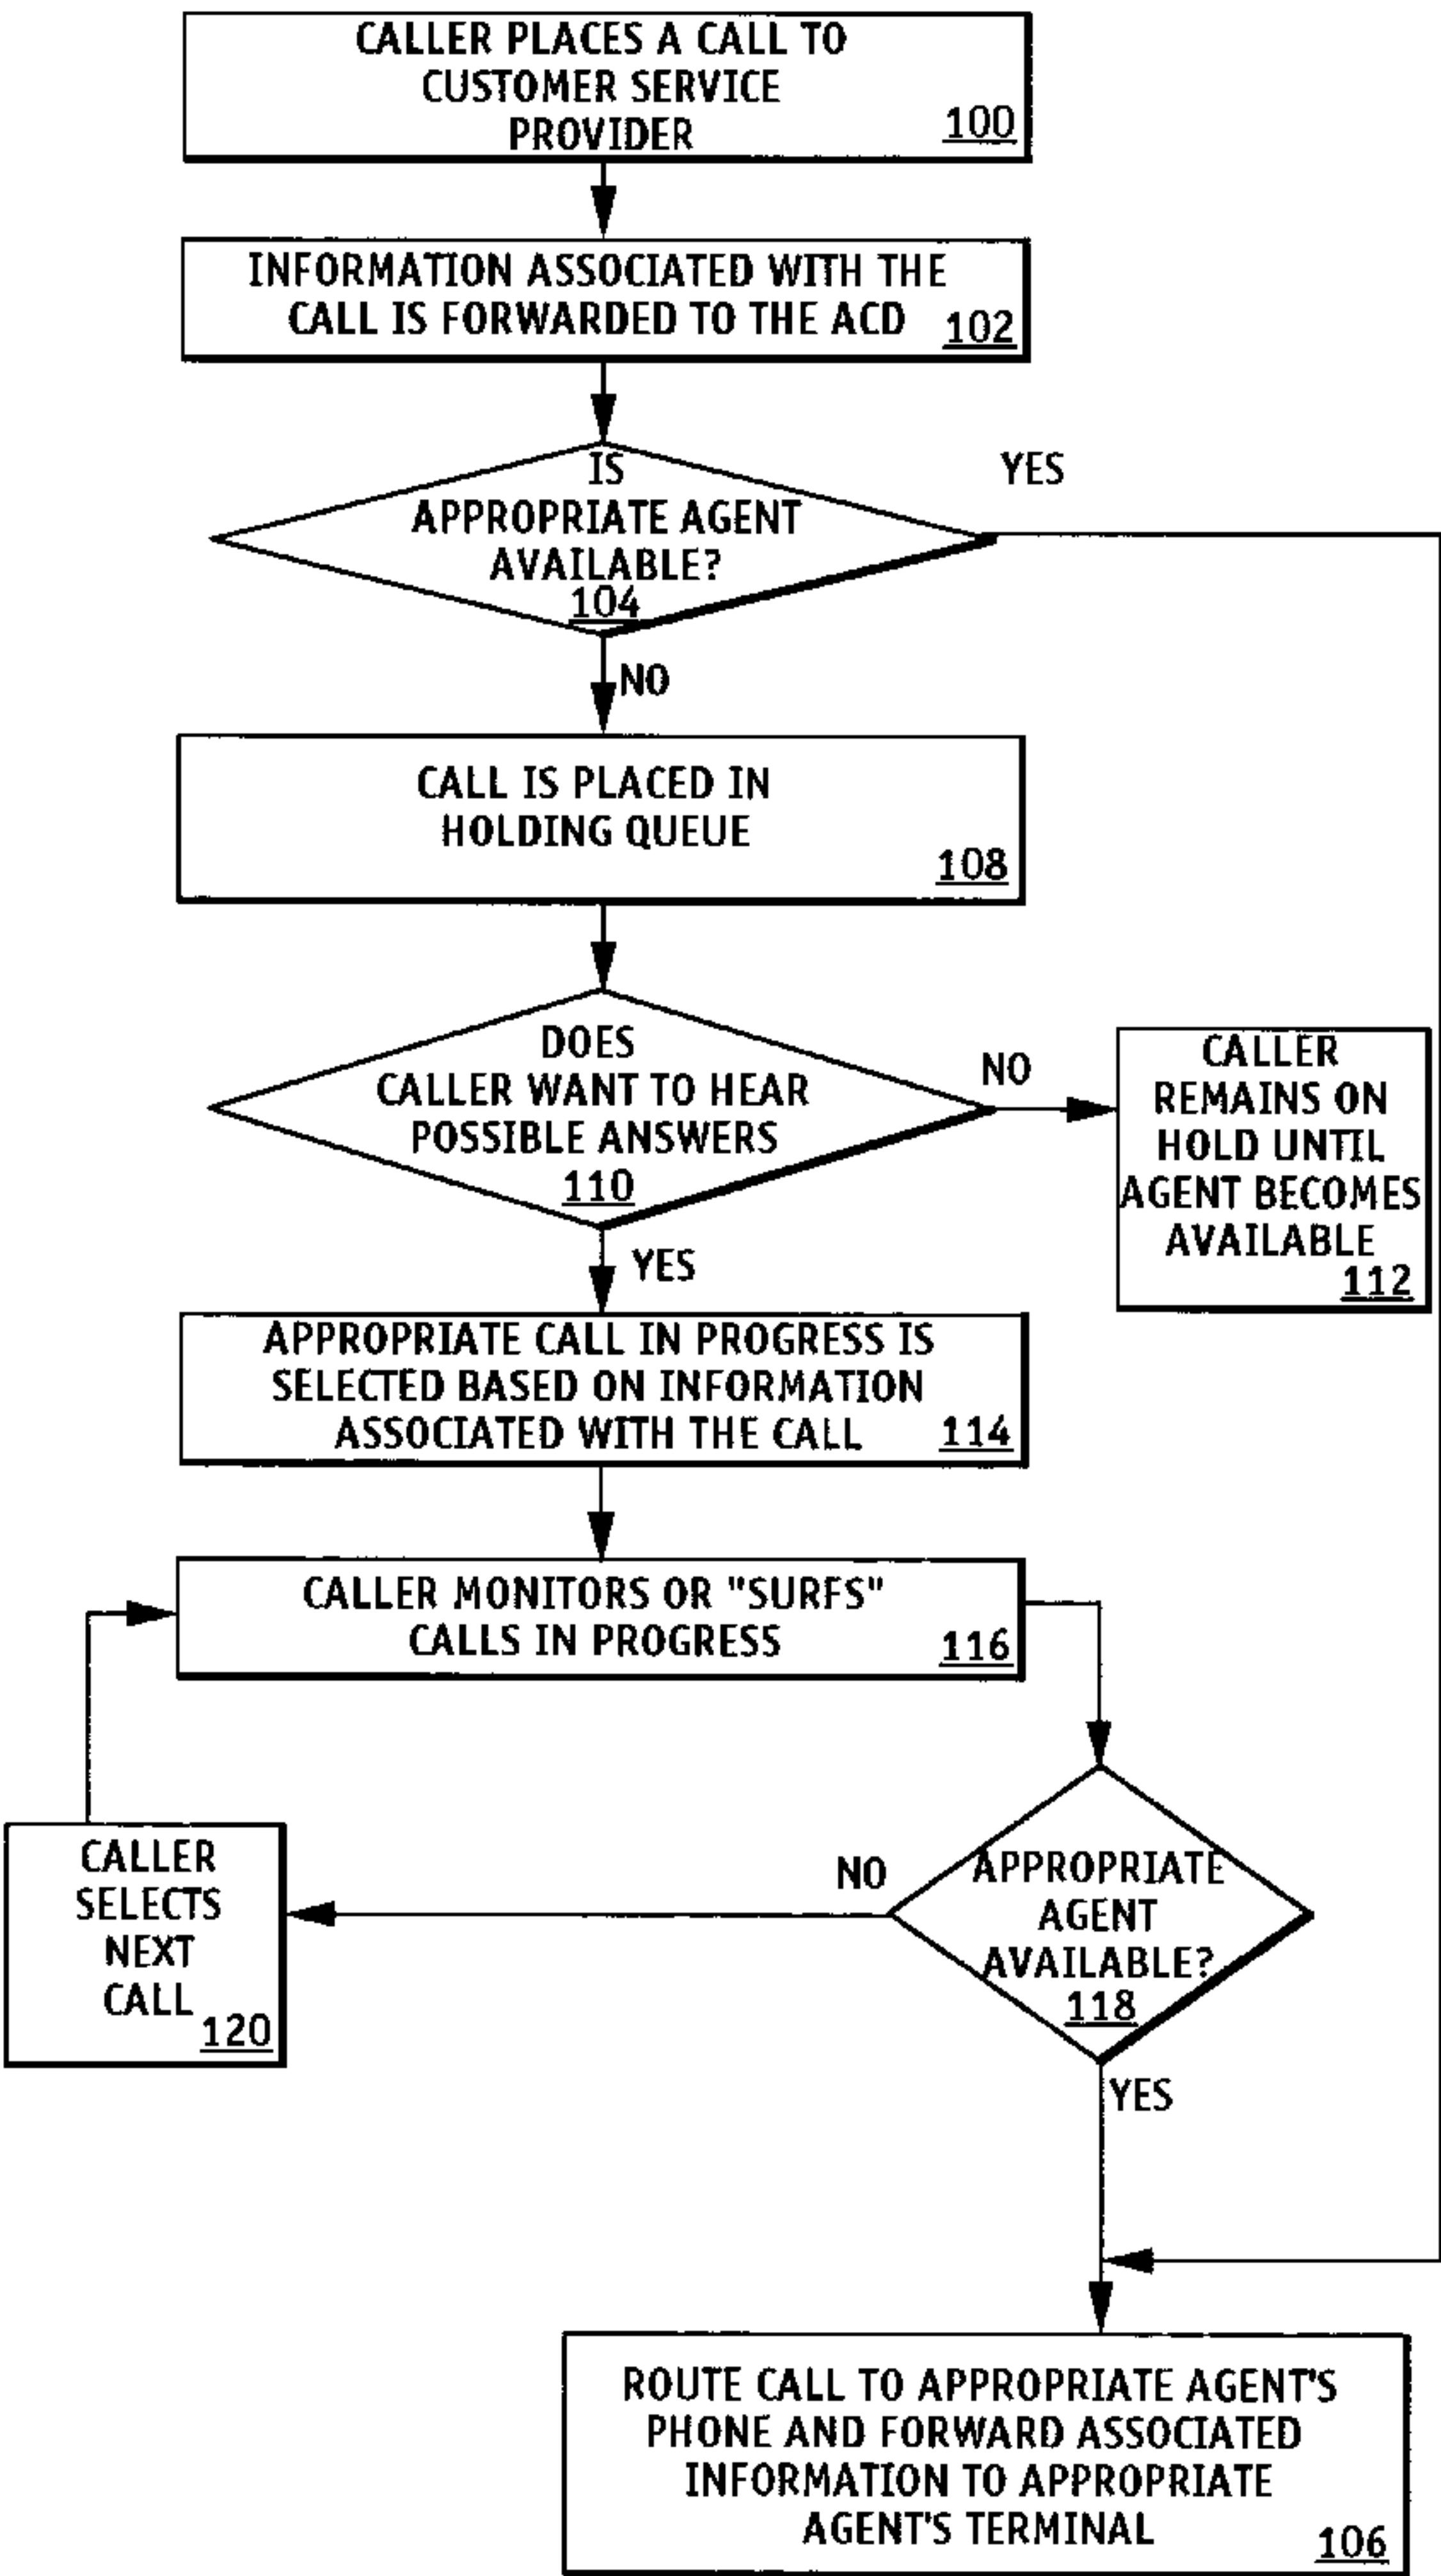 CALLER PLACES A CALL TO
CUSTOMER SERVICE
PROVIDER
100
INFORMATION ASSOCIATED WITH THE
CALL IS FORWARDED TO THE ACD
102
IS
APPROPRIATE AGENT
AVAILABLE?
104
YES
NO
CALL IS PLACED IN
HOLDING QUEUE
108
DOES
CALLER WANT TO HEAR
POSSIBLE ANSWERS
110
NO
CALLER
REMAINS ON
HOLD UNTIL
AGENT BECOMES
AVAILABLE
112
YES
APPROPRIATE CALL IN PROGRESS IS
SELECTED BASED ON INFORMATION
ASSOCIATED WITH THE CALL
114
CALLER MONITORS OR "SURFS"
CALLS IN PROGRESS
116
APPROPRIATE
AGENT
AVAILABLE?
118
NO
CALLER
SELECTS
NEXT
CALL
120
YES
ROUTE CALL TO APPROPRIATE AGENT'S
PHONE AND FORWARD ASSOCIATED
INFORMATION TO APPROPRIATE
AGENT'S TERMINAL
106